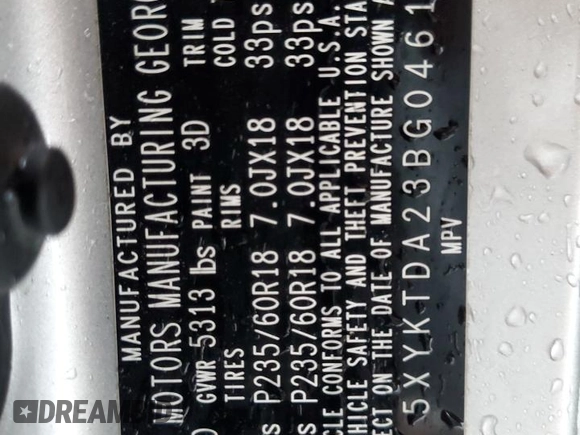 MANUFACTURED BY
MOTORS MANUFACTURING GEORG
GVWR 5313 lbs PAINT 3D TRIM
TIRES RIMS COLD
P235/60R18 7.0JX18 33ps
P235/60R18 7.0JX18 33ps
CLE CONFORMS TO ALL APPLICABLE U.S.A
EHICLE SAFETY AND THEFT PREVENTION STA
ECT ON THE DATE OF MANUFACTURE SHOWN A
5XYKTDA23BG0461
MPV
DREAM